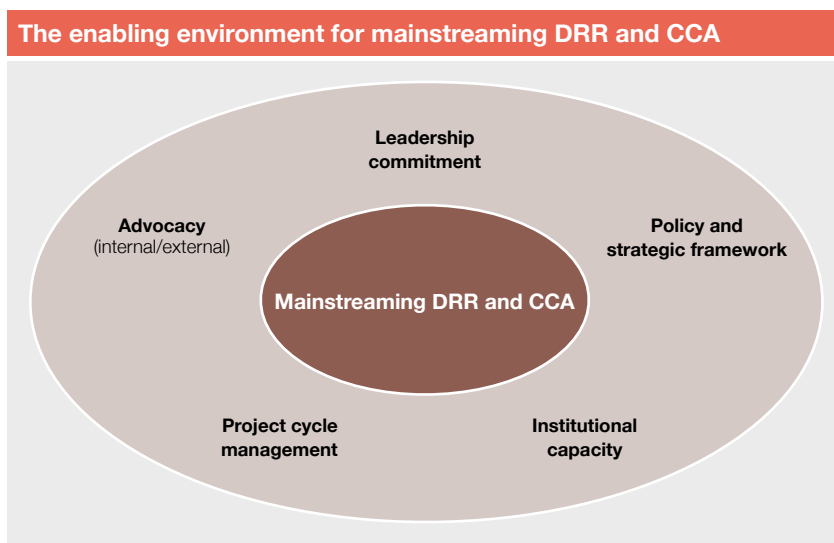 The enabling environment for mainstreaming DRR and CCA
Leadership
commitment
Advocacy
(internal/external)
Policy and
strategic framework
Mainstreaming DRR and CCA
Project cycle
management
Institutional
capacity